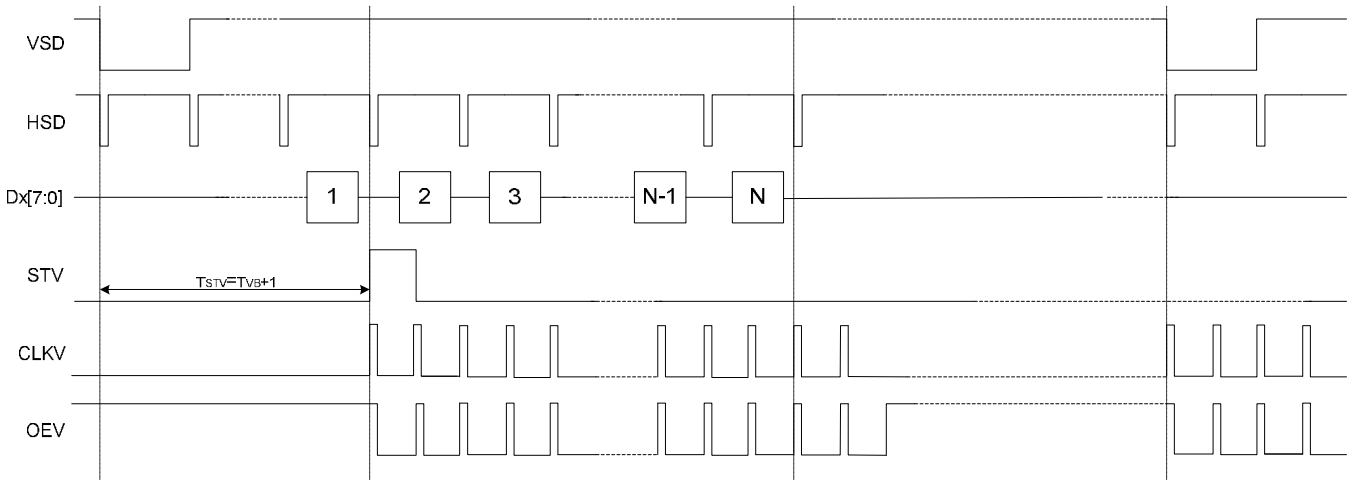 VSD
HSD
Dx[7:0]
1 2 3 N-1 N
STV
TSTV=TVB+1
CLKV
OEV